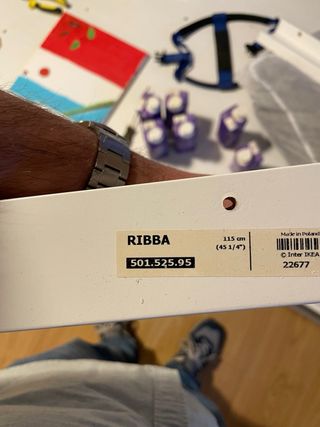 RIBBA
115 cm
(45 1/4")
501.525.95
Made in Poland
© Inter IKEA
22677